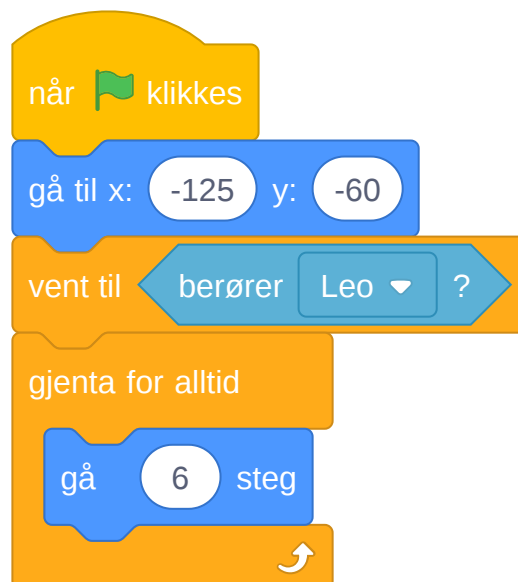 når klikkes
gå til x: -125 y: -60
vent til berører Leo ?
gjenta for alltid
gå 6 steg